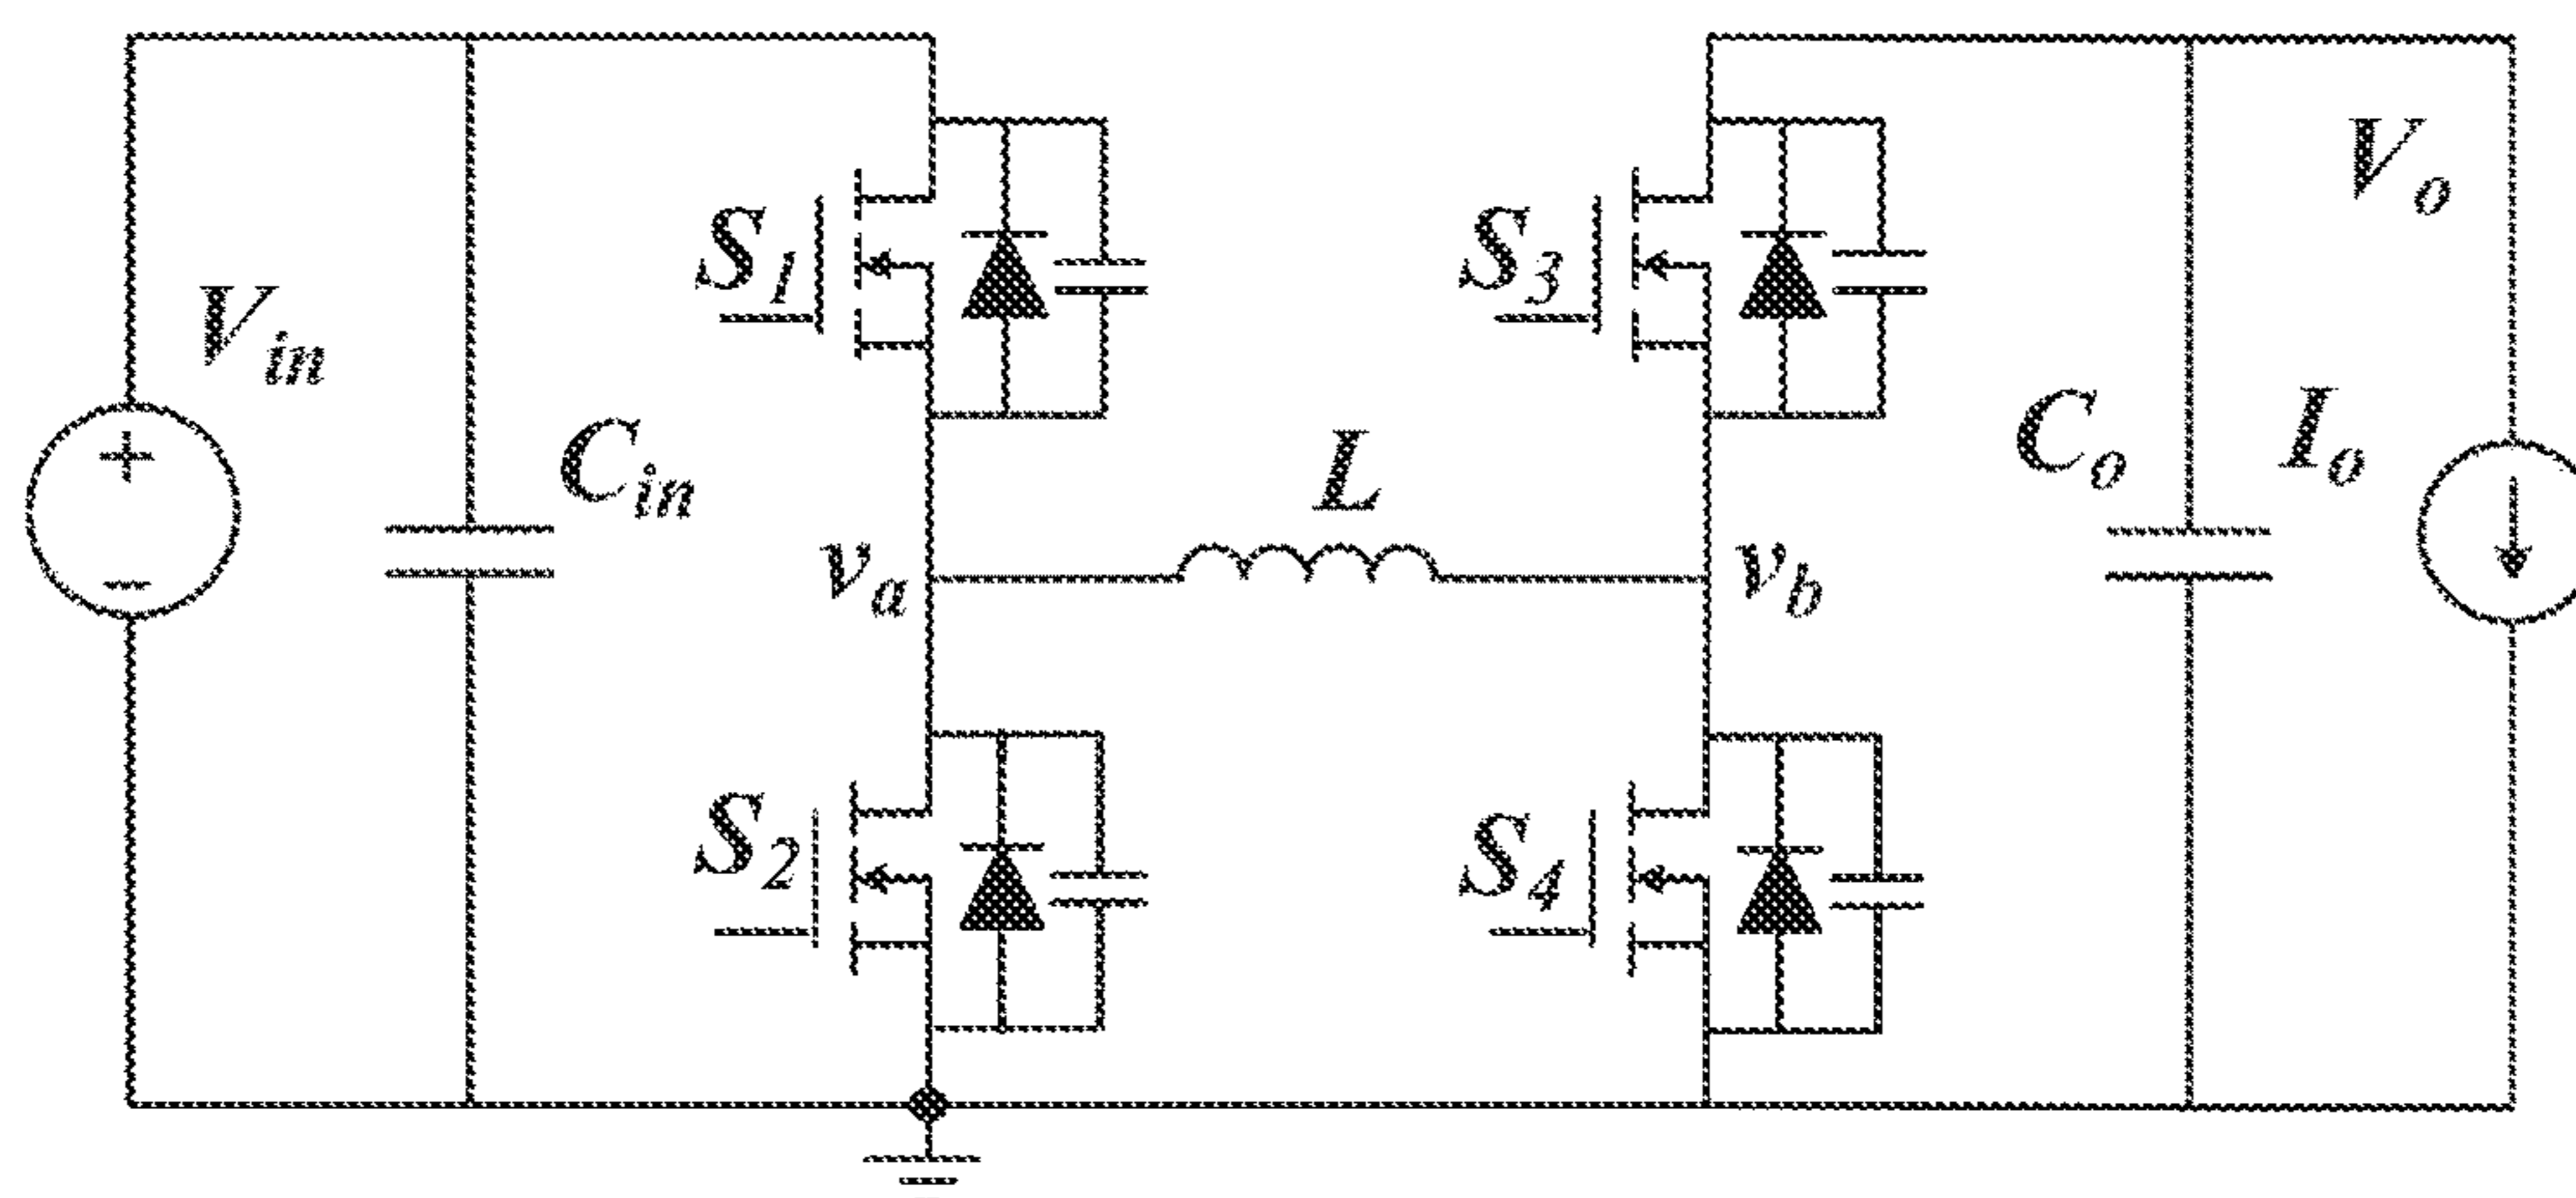 V_in
+
−
C_in
S_1
S_2
v_a
L
v_b
S_3
S_4
C_o
I_o
V_o